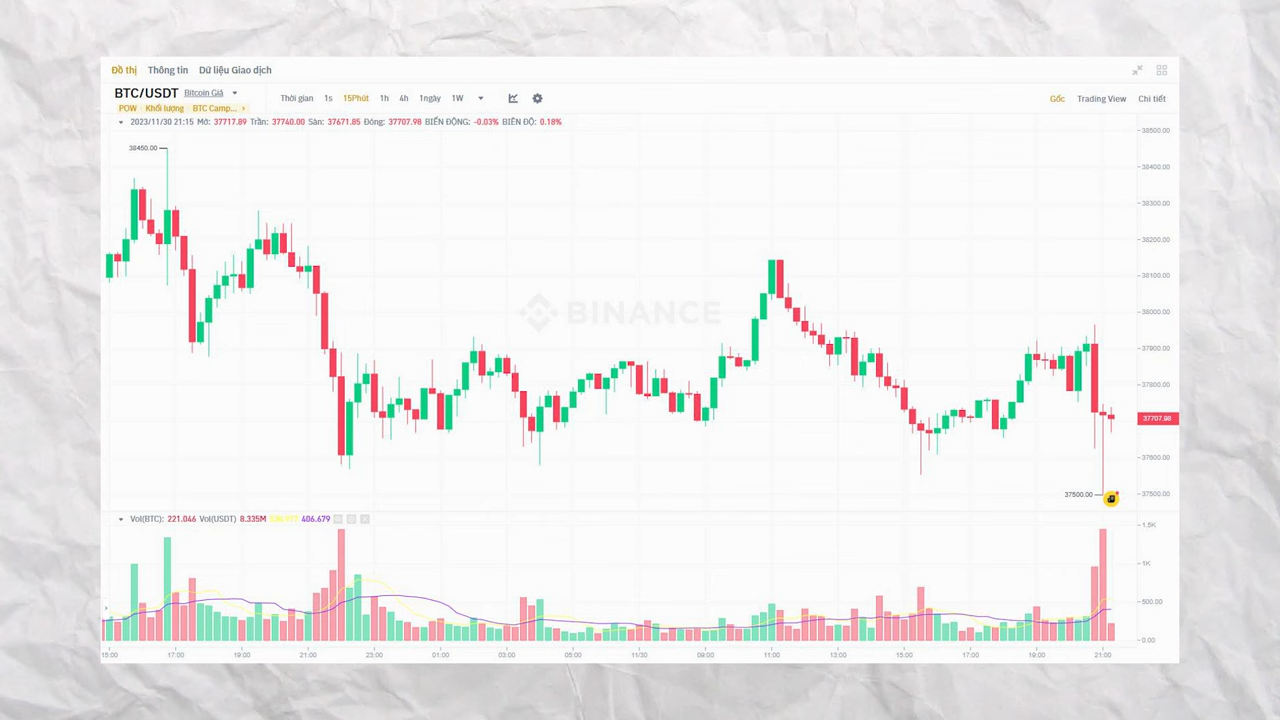 Đồ thị Thông tin Dữ liệu Giao dịch
BTC/USDT Bitcoin Giá
POW Khối lượng BTC Camp...
Thời gian 1s 15Phút 1h 4h 1ngày 1W
Gốc Trading View Chi tiết
2023/11/30 21:15 Mở: 37717.89 Trần: 37740.00 Sàn: 37671.85 Đóng: 37707.98 BIẾN ĐỘNG: -0.03% BIÊN ĐỘ: 0.18%
38500.00
38450.00
38400.00
38300.00
38200.00
38100.00
BINANCE
38000.00
37900.00
37800.00
37707.98
37600.00
37500.00
37500.00
Vol(BTC): 221.046 Vol(USDT) 8.335M 406.679
1.5K
1K
500.00
0.00
15:00 17:00 19:00 21:00 23:00 01:00 03:00 05:00 11/30 09:00 11:00 13:00 15:00 17:00 19:00 21:00